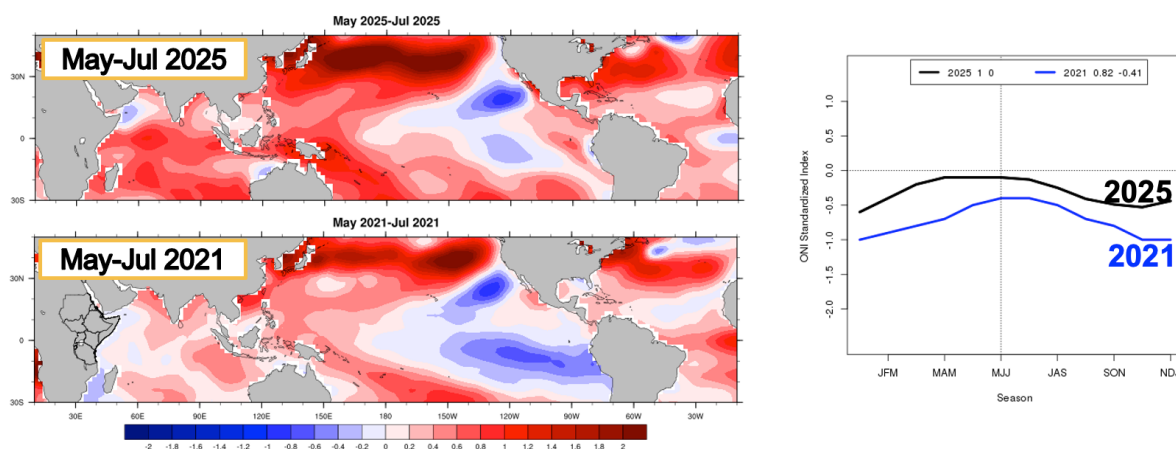 May 2025-Jul 2025
May-Jul 2025
30N
0
30S
May 2021-Jul 2021
May-Jul 2021
30N
0
30S
30E 60E 90E 120E 150E 180 150W 120W 90W 60W 30W
-2 -1.8 -1.6 -1.4 -1.2 -1 -0.8 -0.6 -0.4 -0.2 0 0.2 0.4 0.6 0.8 1 1.2 1.4 1.6 1.8 2
2025 1 0 2021 0.82 -0.41
ONI Standardized Index
1.0
0.5
0.0
-0.5
-1.0
-1.5
-2.0
2025
2021
JFM MAM MJJ JAS SON NDJ
Season